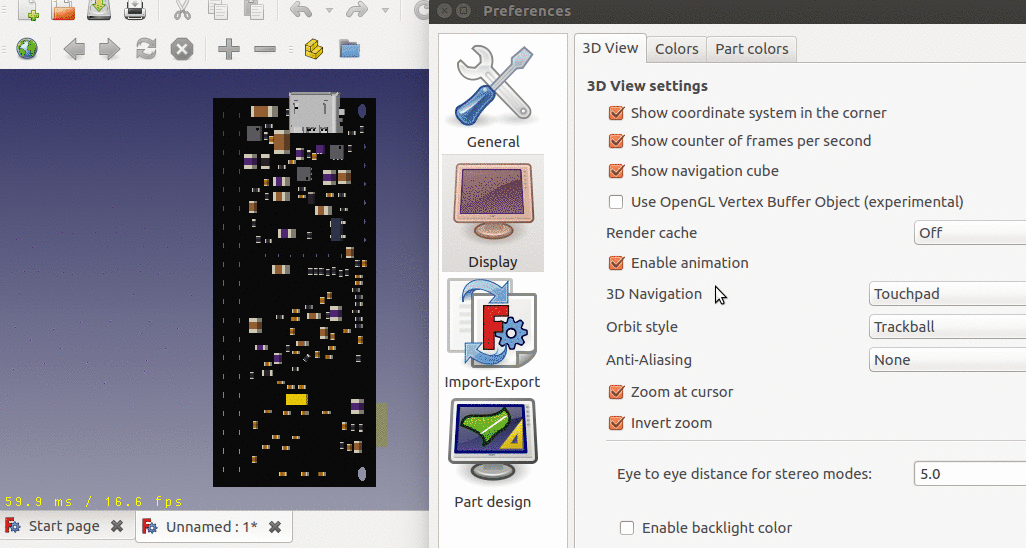 Preferences
3D View
Colors
Part colors
3D View settings
General
Show coordinate system in the corner
Show counter of frames per second
Show navigation cube
Use OpenGL Vertex Buffer Object (experimental)
Render cache
Off
Display
Enable animation
3D Navigation
Touchpad
Orbit style
Trackball
Anti-Aliasing
None
Import-Export
Zoom at cursor
Invert zoom
Eye to eye distance for stereo modes:
5.0
Part design
Enable backlight color
59.9 ms / 16.6 fps
Start page
Unnamed : 1*